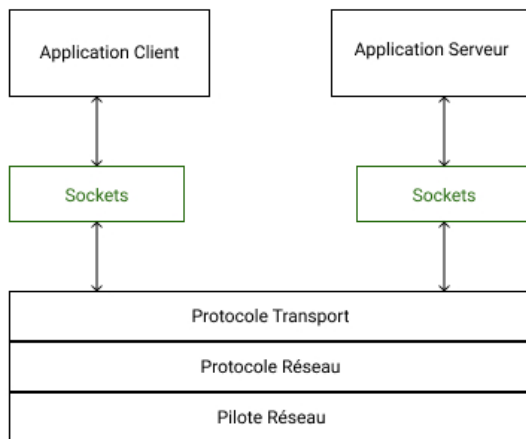 Application Client
Application Serveur
Sockets
Sockets
Protocole Transport
Protocole Réseau
Pilote Réseau